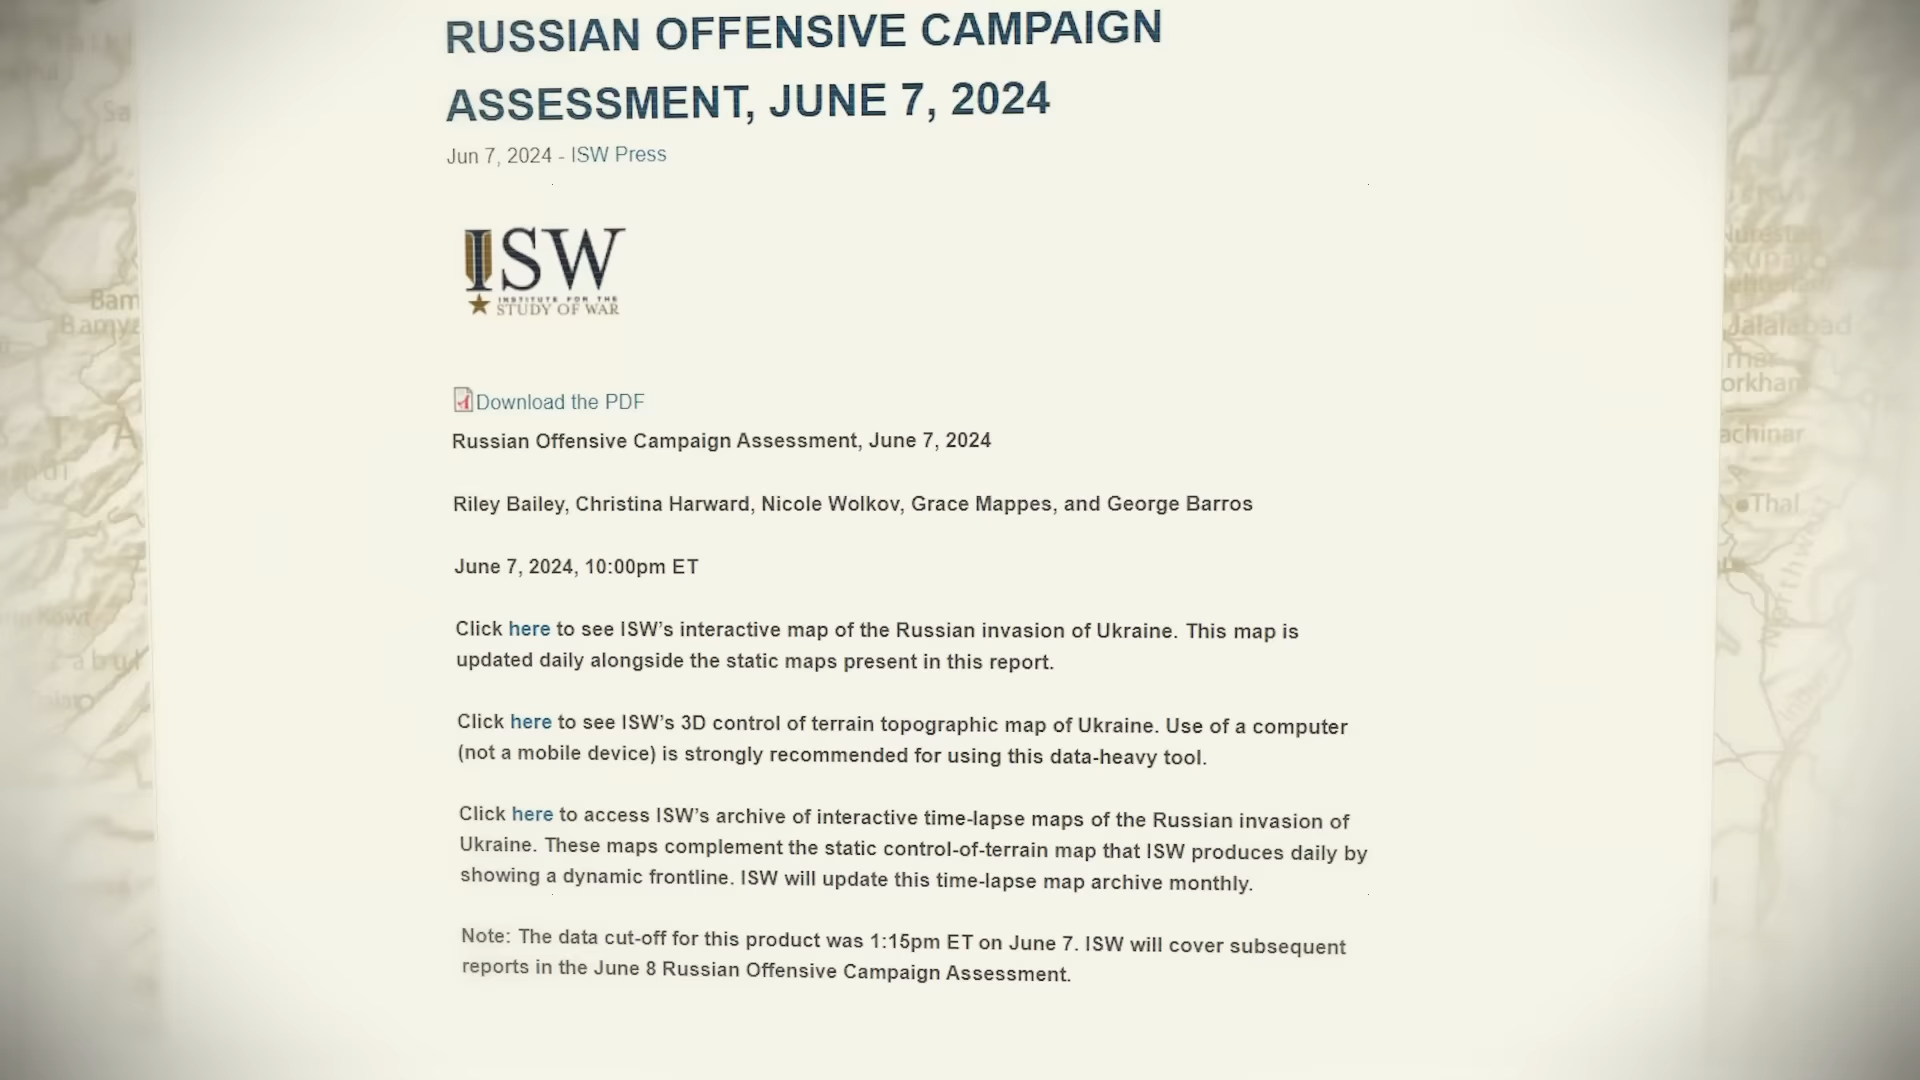 RUSSIAN OFFENSIVE CAMPAIGN
ASSESSMENT, JUNE 7, 2024
Jun 7, 2024 - ISW Press
ISW
INSTITUTE FOR THE
STUDY OF WAR
Download the PDF
Russian Offensive Campaign Assessment, June 7, 2024
Riley Bailey, Christina Harward, Nicole Wolkov, Grace Mappes, and George Barros
June 7, 2024, 10:00pm ET
Click here to see ISW’s interactive map of the Russian invasion of Ukraine. This map is
updated daily alongside the static maps present in this report.
Click here to see ISW’s 3D control of terrain topographic map of Ukraine. Use of a computer
(not a mobile device) is strongly recommended for using this data-heavy tool.
Click here to access ISW’s archive of interactive time-lapse maps of the Russian invasion of
Ukraine. These maps complement the static control-of-terrain map that ISW produces daily by
showing a dynamic frontline. ISW will update this time-lapse map archive monthly.
Note: The data cut-off for this product was 1:15pm ET on June 7. ISW will cover subsequent
reports in the June 8 Russian Offensive Campaign Assessment.
Bam
Bamya
Jalalabad
orkham
achinar
Thal